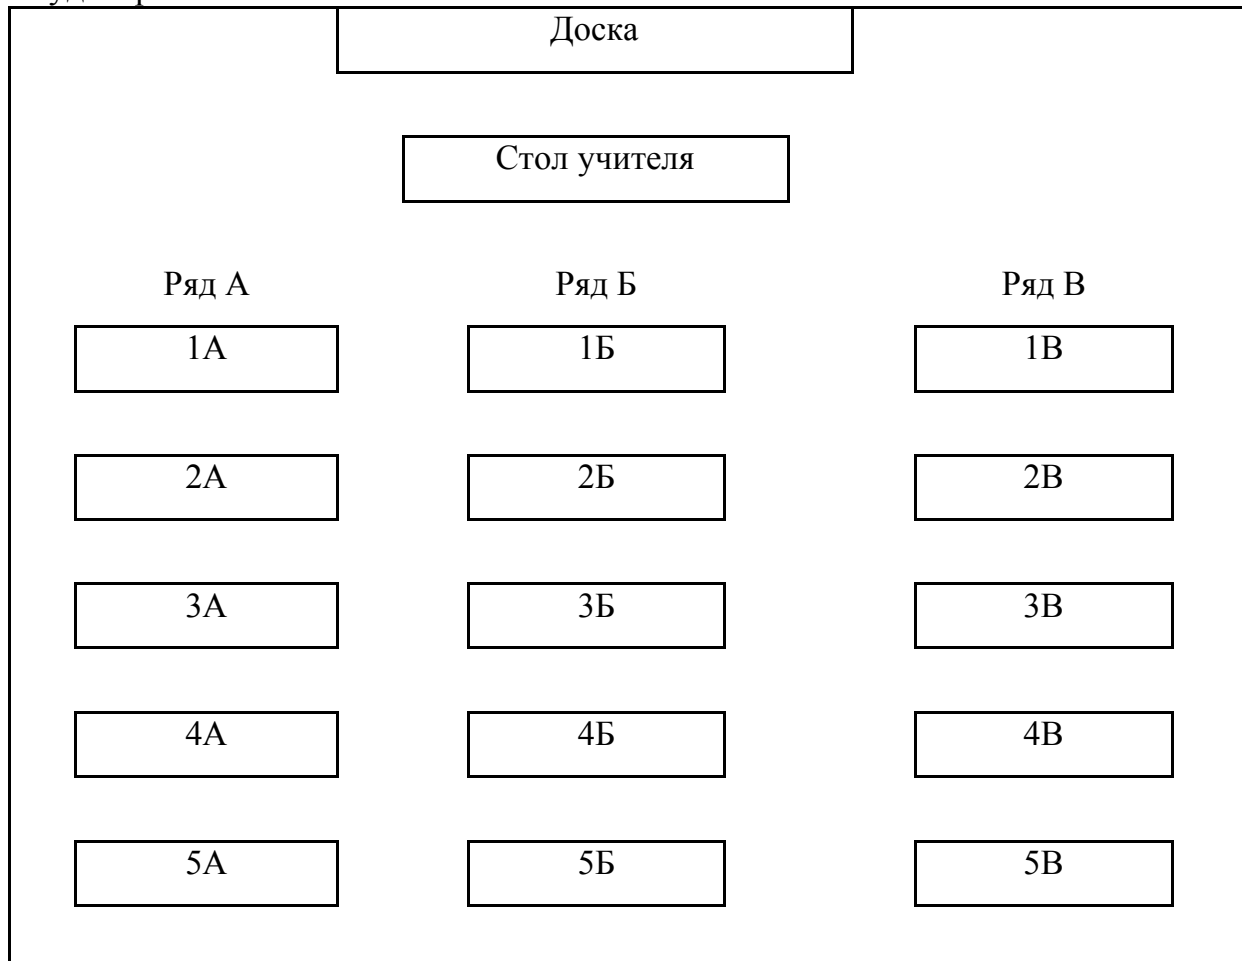 Доска
Стол учителя
Ряд А Ряд Б Ряд В
1А 1Б 1В
2А 2Б 2В
3А 3Б 3В
4А 4Б 4В
5А 5Б 5В